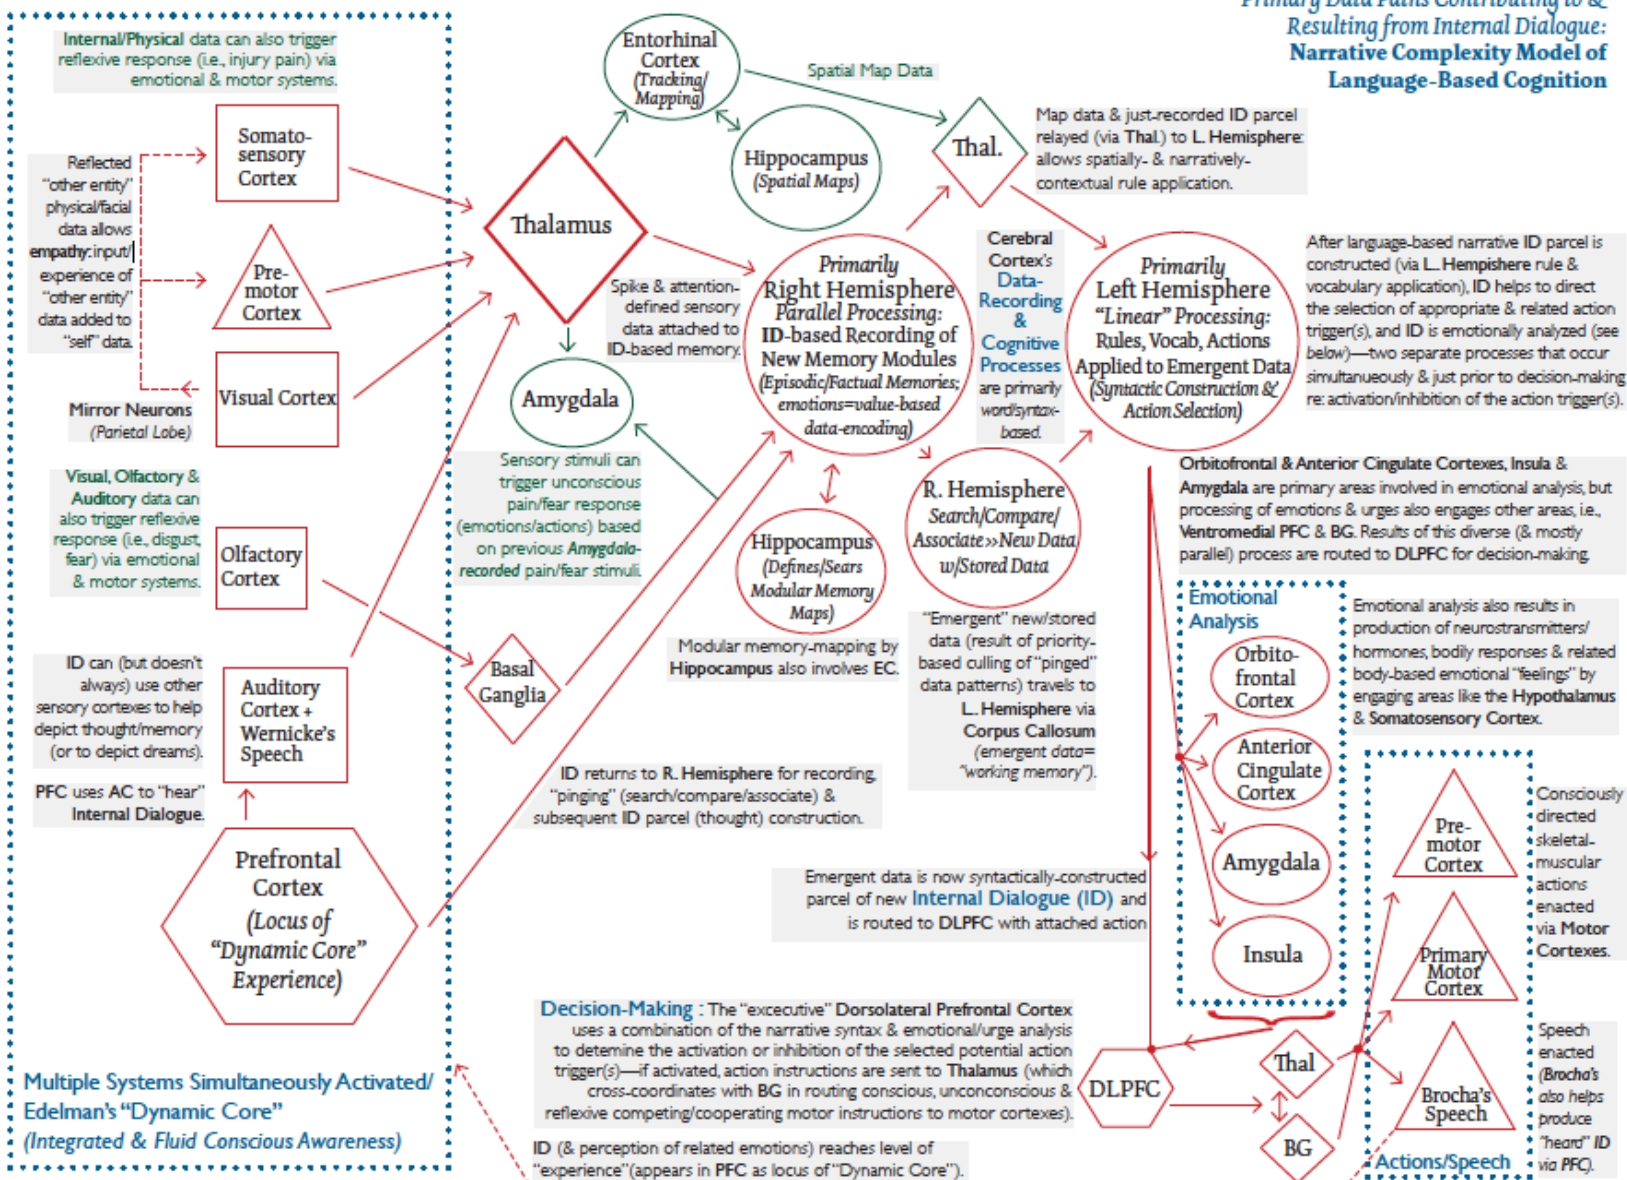 Primary Data Paths Contributing to &
Resulting from Internal Dialogue:
Narrative Complexity Model of
Language-Based Cognition
Internal/Physical data can also trigger
reflexive response (i.e., injury pain) via
emotional & motor systems.
Somato-
sensory
Cortex
Reflected
"other entity"
physical/facial
data allows
empathy:input/
experience of
"other entity"
data added to
"self" data.
Pre-
motor
Cortex
Visual Cortex
Mirror Neurons
(Parietal Lobe)
Visual, Olfactory &
Auditory data can
also trigger reflexive
response (i.e., disgust,
fear) via emotional
& motor systems.
Olfactory
Cortex
ID can (but doesn't
always) use other
sensory cortexes to help
depict thought/memory
(or to depict dreams).
Auditory
Cortex +
Wernicke's
Speech
PFC uses AC to "hear"
Internal Dialogue.
Prefrontal
Cortex
(Locus of
"Dynamic Core"
Experience)
Multiple Systems Simultaneously Activated/
Edelman's "Dynamic Core"
(Integrated & Fluid Conscious Awareness)
Entorhinal
Cortex
(Tracking/
Mapping)
Spatial Map Data
Hippocampus
(Spatial Maps)
Thal.
Map data & just-recorded ID parcel
relayed (via Thal.) to L. Hemisphere:
allows spatially- & narratively-
contextual rule application.
Thalamus
Spike & attention-
defined sensory
data attached to
ID-based memory.
Amygdala
Sensory stimuli can
trigger unconscious
pain/fear response
(emotions/actions) based
on previous Amygdala-
recorded pain/fear stimuli.
Primarily
Right Hemisphere
Parallel Processing:
ID-based Recording of
New Memory Modules
(Episodic/Factual Memories;
emotions=value-based
data-encoding)
Cerebral
Cortex's
Data-
Recording
&
Cognitive
Processes
are primarily
word/syntax-
based.
Primarily
Left Hemisphere
"Linear" Processing:
Rules, Vocab, Actions
Applied to Emergent Data
(Syntactic Construction &
Action Selection)
After language-based narrative ID parcel is
constructed (via L. Hempishere rule &
vocabulary application), ID helps to direct
the selection of appropriate & related action
trigger(s), and ID is emotionally analyzed (see
below)—two separate processes that occur
simultanueously & just prior to decision-making
re: activation/inhibition of the action trigger(s).
Hippocampus
(Defines/Sears
Modular Memory
Maps)
Modular memory-mapping by
Hippocampus also involves EC.
R. Hemisphere
Search/Compare/
Associate»New Data
w/Stored Data
"Emergent" new/stored
data (result of priority-
based culling of "pinged"
data patterns) travels to
L. Hemisphere via
Corpus Callosum
(emergent data=
"working memory").
Basal
Ganglia
ID returns to R. Hemisphere for recording,
"pinging" (search/compare/associate) &
subsequent ID parcel (thought) construction.
Orbitofrontal & Anterior Cingulate Cortexes, Insula &
Amygdala are primary areas involved in emotional analysis, but
processing of emotions & urges also engages other areas, i.e.,
Ventromedial PFC & BG. Results of this diverse (& mostly
parallel) process are routed to DLPFC for decision-making.
Emotional
Analysis
Orbito-
frontal
Cortex
Anterior
Cingulate
Cortex
Amygdala
Insula
Emotional analysis also results in
production of neurostransmitters/
hormones, bodily responses & related
body-based emotional "feelings" by
engaging areas like the Hypothalamus
& Somatosensory Cortex.
Emergent data is now syntactically-constructed
parcel of new Internal Dialogue (ID) and
is routed to DLPFC with attached action
Decision-Making : The "excecutive" Dorsolateral Prefrontal Cortex
uses a combination of the narrative syntax & emotional/urge analysis
to detemine the activation or inhibition of the selected potential action
trigger(s)—if activated, action instructions are sent to Thalamus (which
cross-coordinates with BG in routing conscious, unconconscious &
reflexive competing/cooperating motor instructions to motor cortexes).
ID (& perception of related emotions) reaches level of
"experience"(appears in PFC as locus of "Dynamic Core").
DLPFC
Thal
BG
Pre-
motor
Cortex
Primary
Motor
Cortex
Brocha's
Speech
Actions/Speech
Consciously
directed
skeletal-
muscular
actions
enacted
via Motor
Cortexes.
Speech
enacted
(Brocha's
also helps
produce
"heard" ID
via PFC).